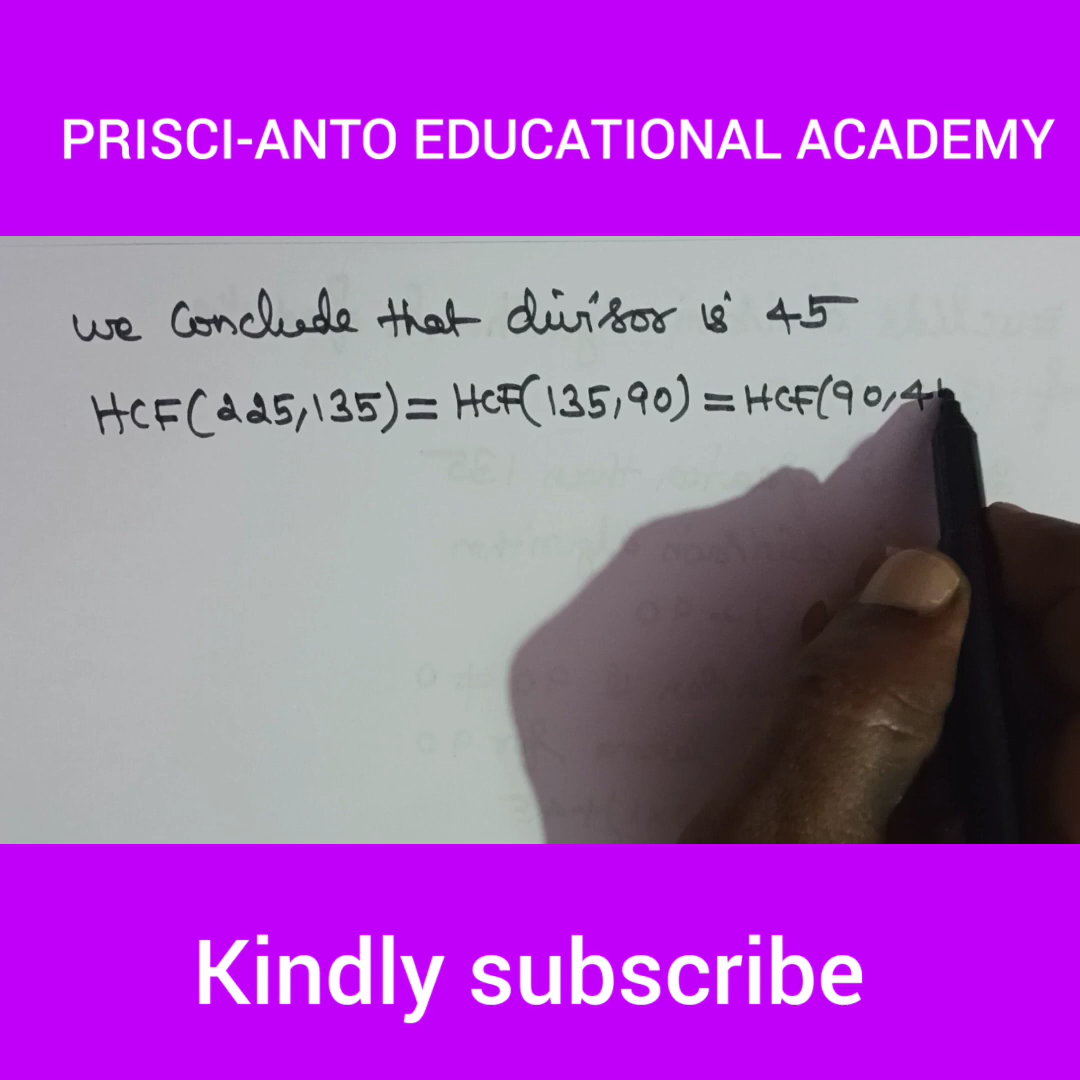 PRISCI-ANTO EDUCATIONAL ACADEMY
we conclude that divisor is 45
HCF(225,135) = HCF(135,90) = HCF(90,4
Kindly subscribe